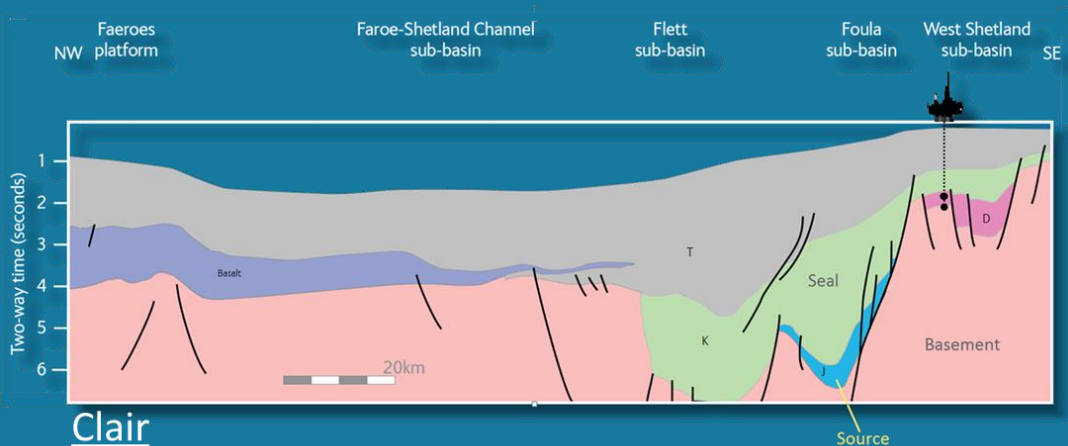 Faeroes
platform
Faroe-Shetland Channel
sub-basin
Flett
sub-basin
Foula
sub-basin
West Shetland
sub-basin
NW
SE
Two-way time (seconds)
1
2
3
4
5
6
Basalt
T
K
Seal
J
D
Basement
20km
Clair
Source